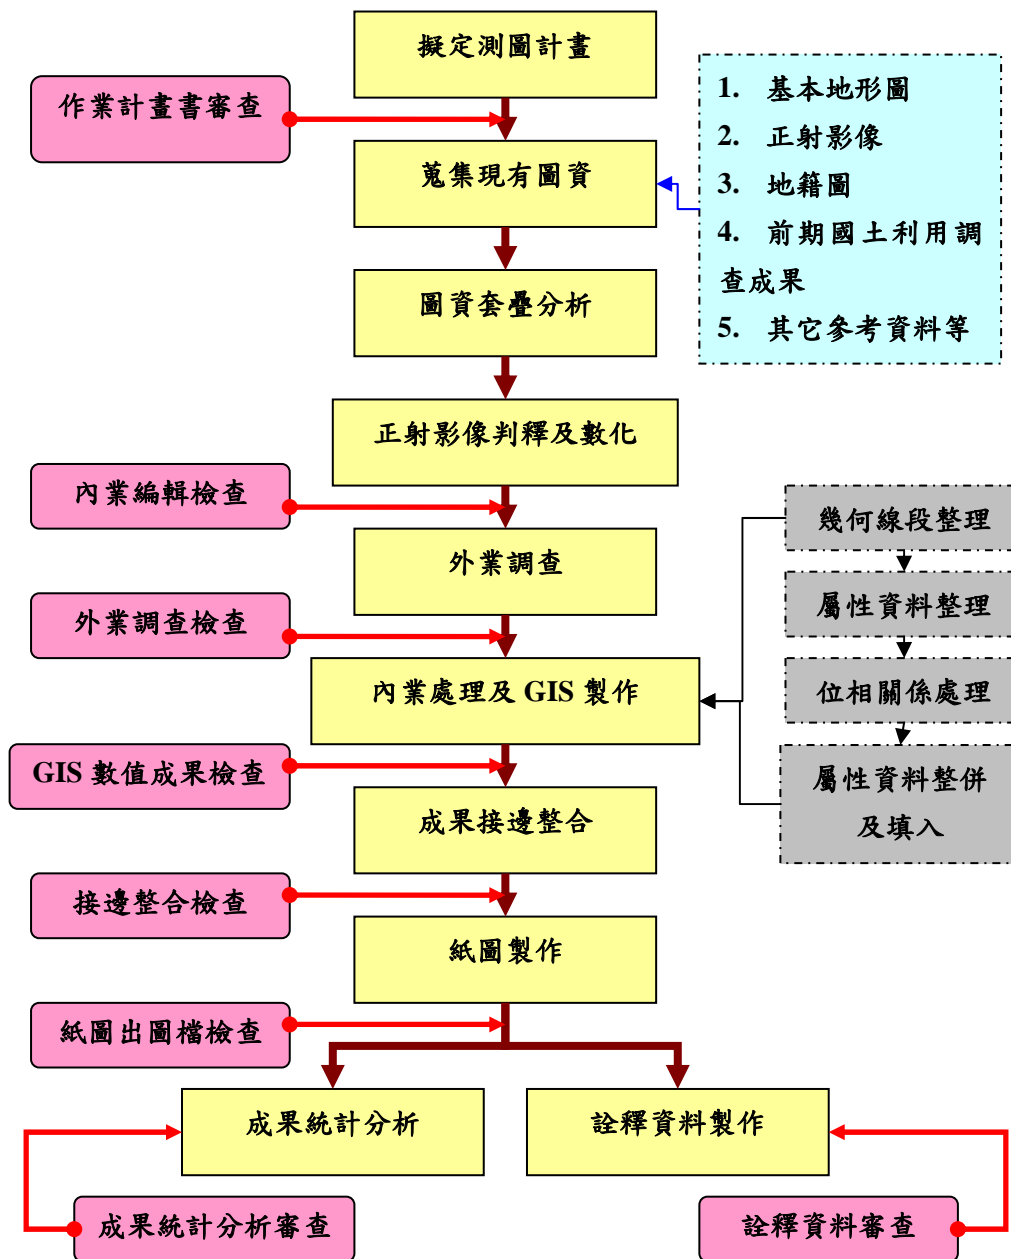 擬定測圖計畫
作業計畫書審查
1. 基本地形圖
2. 正射影像
3. 地籍圖
4. 前期國土利用調
查成果
5. 其它參考資料等
蒐集現有圖資
圖資套疊分析
正射影像判釋及數化
內業編輯檢查
幾何線段整理
外業調查
屬性資料整理
外業調查檢查
內業處理及 GIS 製作
位相關係處理
GIS 數值成果檢查
屬性資料整併
及填入
成果接邊整合
接邊整合檢查
紙圖製作
紙圖出圖檔檢查
成果統計分析
詮釋資料製作
成果統計分析審查
詮釋資料審查